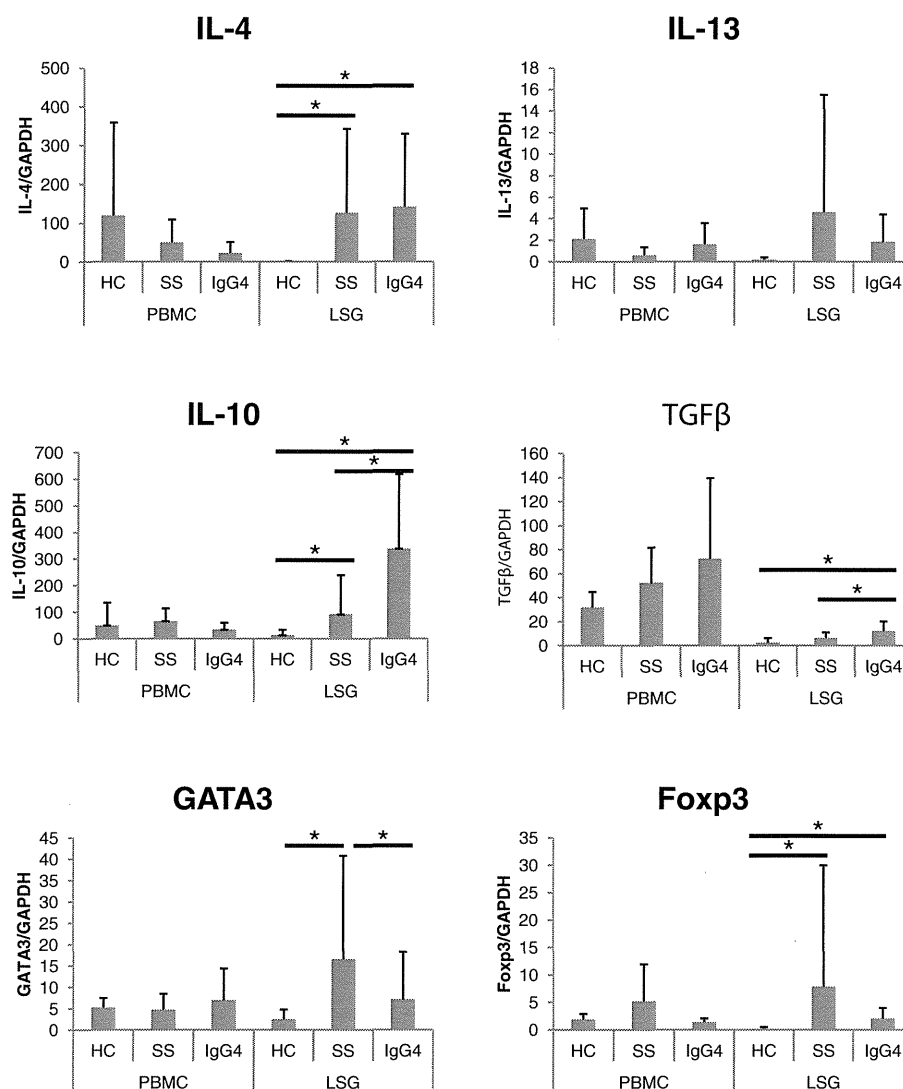 IL-4
IL-4/GAPDH
500
400
300
200
100
0
*
*
HC SS IgG4 HC SS IgG4
PBMC LSG
IL-13
IL-13/GAPDH
18
16
14
12
10
8
6
4
2
0
HC SS IgG4 HC SS IgG4
PBMC LSG
IL-10
IL-10/GAPDH
700
600
500
400
300
200
100
0
*
*
*
HC SS IgG4 HC SS IgG4
PBMC LSG
TGFβ
TGFβ/GAPDH
160
140
120
100
80
60
40
20
0
*
*
HC SS IgG4 HC SS IgG4
PBMC LSG
GATA3
GATA3/GAPDH
45
40
35
30
25
20
15
10
5
0
* *
HC SS IgG4 HC SS IgG4
PBMC LSG
Foxp3
Foxp3/GAPDH
35
30
25
20
15
10
5
0
*
*
HC SS IgG4 HC SS IgG4
PBMC LSG